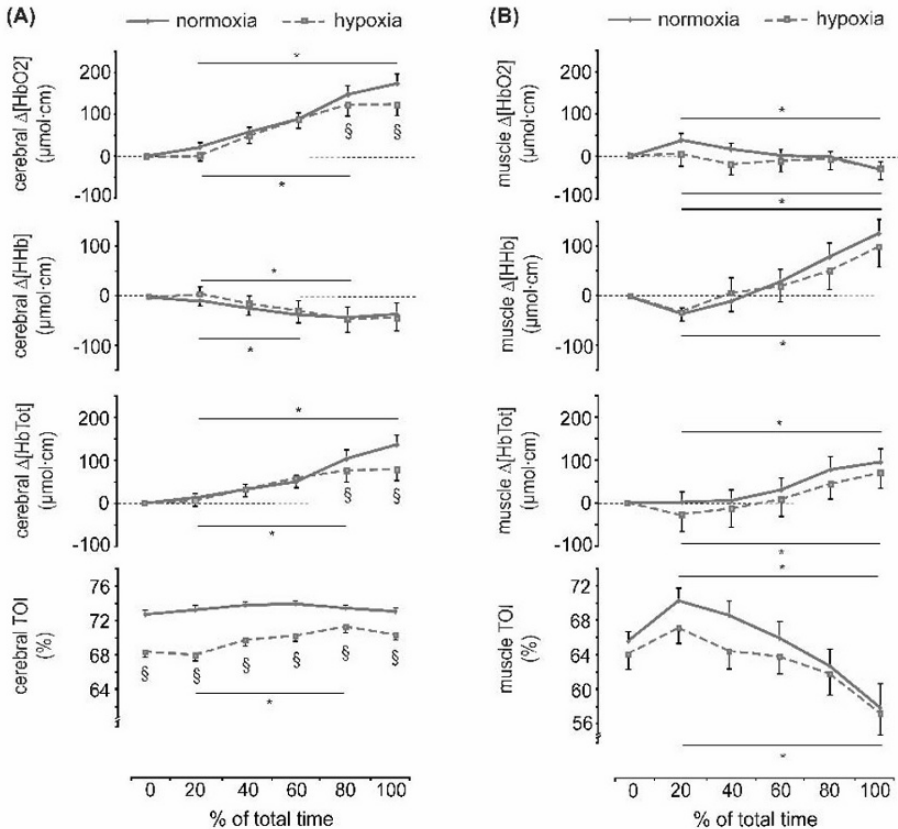 (A)
normoxia hypoxia
cerebral Δ[HbO2]
(µmol·cm)
200
100
0
-100
*
§ §
*
cerebral Δ[HHb]
(µmol·cm)
100
0
-100
*
*
cerebral Δ[HbTot]
(µmol·cm)
200
100
0
-100
*
§ §
*
cerebral TOI
(%)
76
72
68
64
§ § § § § §
*
0 20 40 60 80 100
% of total time
(B)
normoxia hypoxia
muscle Δ[HbO2]
(µmol·cm)
200
100
0
-100
*
*
muscle Δ[HHb]
(µmol·cm)
100
0
-100
*
muscle Δ[HbTot]
(µmol·cm)
200
100
0
-100
*
*
muscle TOI
(%)
72
68
64
60
56
*
*
0 20 40 60 80 100
% of total time